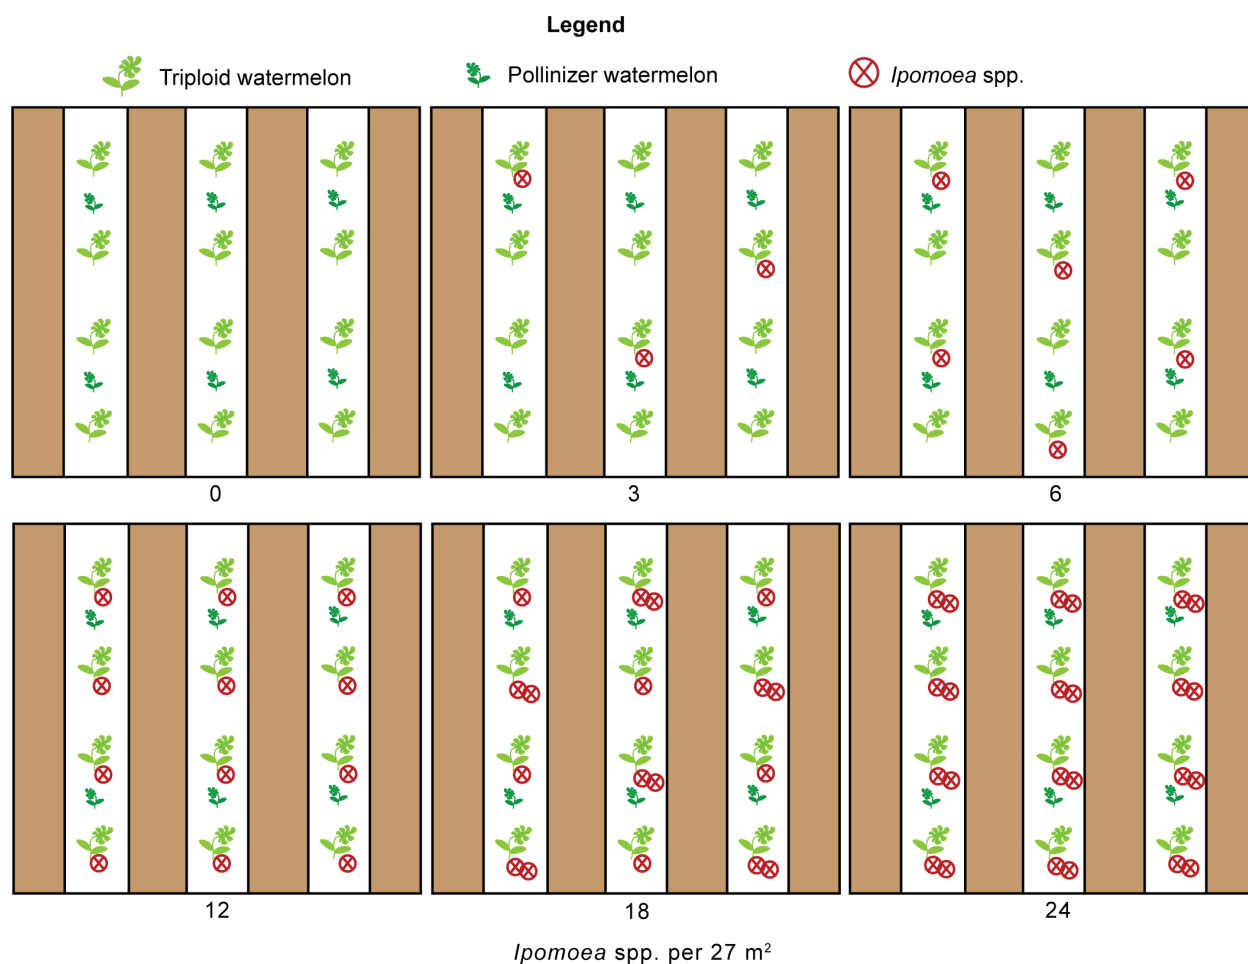 Legend
Triploid watermelon
Pollinizer watermelon
Ipomoea spp.
0
3
6
12
18
24
Ipomoea spp. per 27 m²